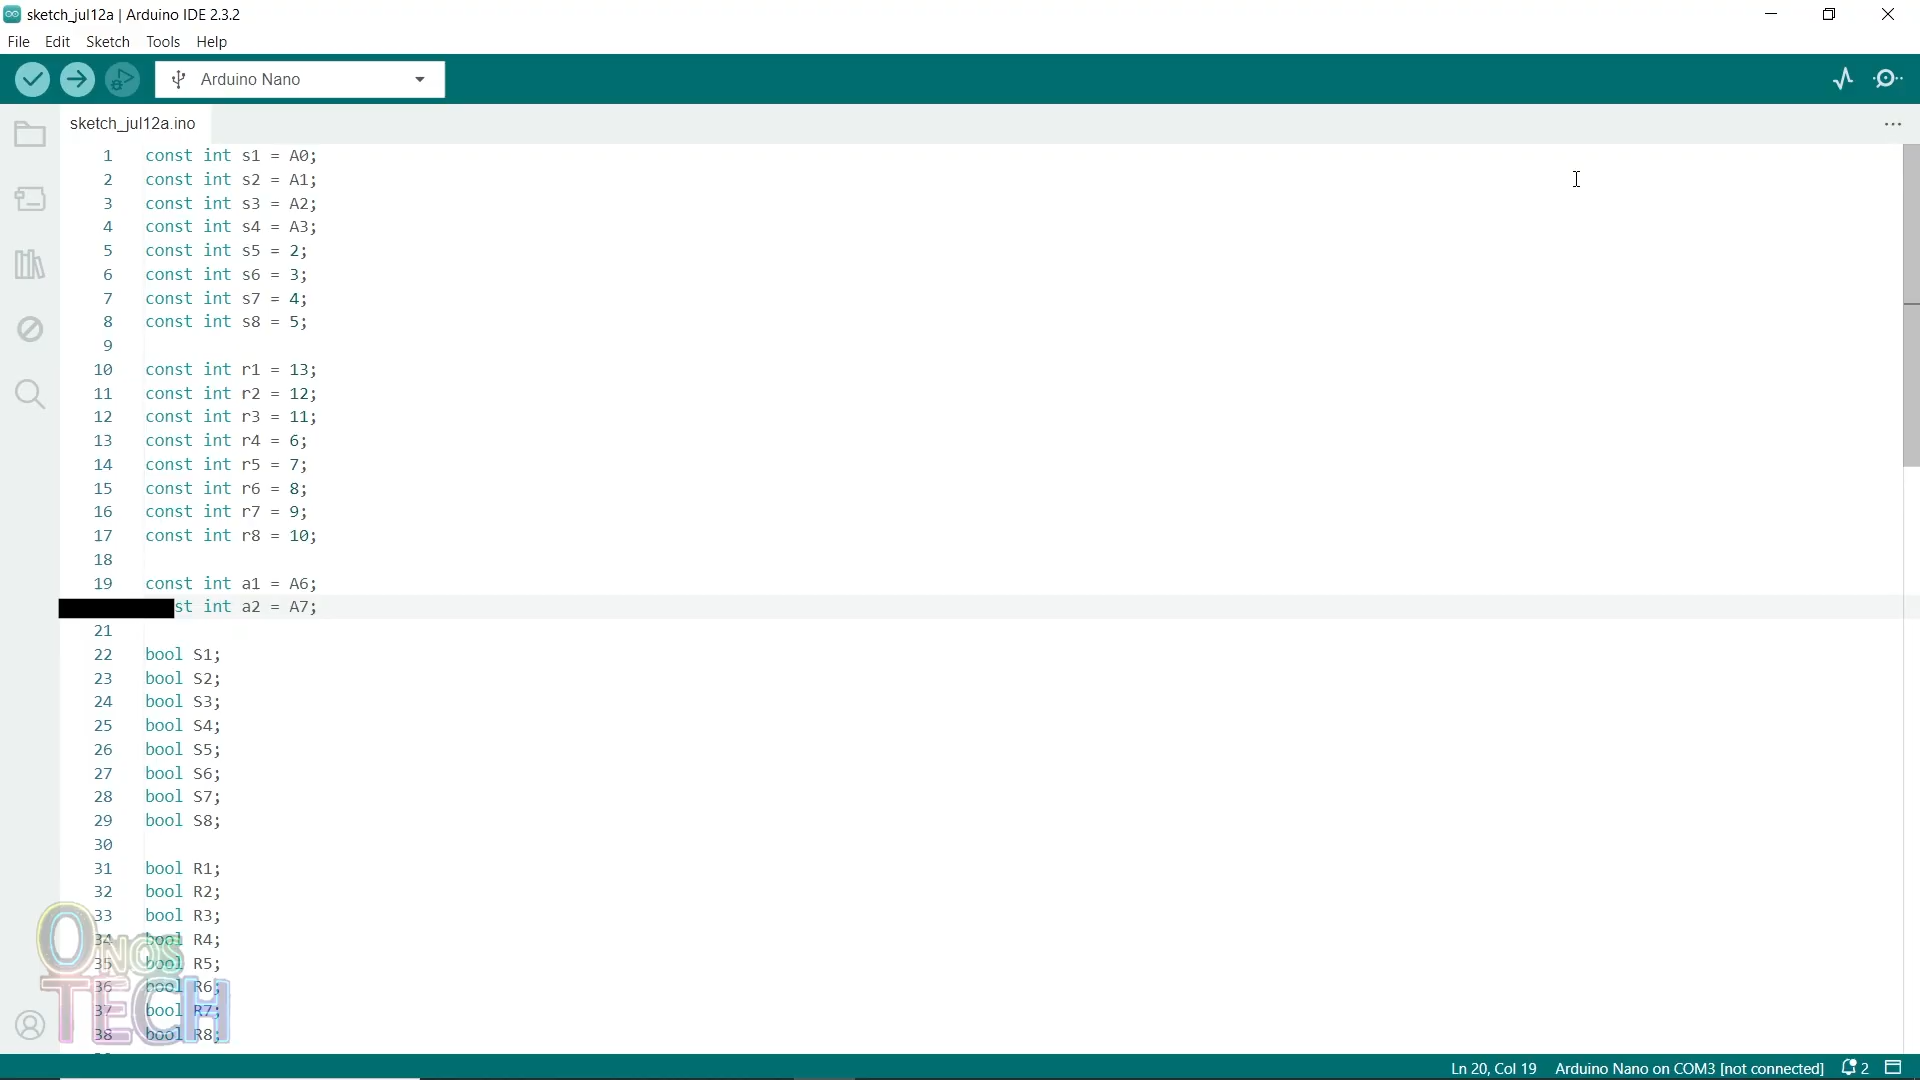 sketch_jul12a | Arduino IDE 2.3.2
File Edit Sketch Tools Help
Arduino Nano
sketch_jul12a.ino
1 const int s1 = A0;
2 const int s2 = A1;
3 const int s3 = A2;
4 const int s4 = A3;
5 const int s5 = 2;
6 const int s6 = 3;
7 const int s7 = 4;
8 const int s8 = 5;
9
10 const int r1 = 13;
11 const int r2 = 12;
12 const int r3 = 11;
13 const int r4 = 6;
14 const int r5 = 7;
15 const int r6 = 8;
16 const int r7 = 9;
17 const int r8 = 10;
18
19 const int a1 = A6;
st int a2 = A7;
21
22 bool S1;
23 bool S2;
24 bool S3;
25 bool S4;
26 bool S5;
27 bool S6;
28 bool S7;
29 bool S8;
30
31 bool R1;
32 bool R2;
33 bool R3;
34 bool R4;
35 bool R5;
36 bool R6;
37 bool R7;
38 bool R8;
ONOS
TECH
Ln 20, Col 19 Arduino Nano on COM3 [not connected] 2